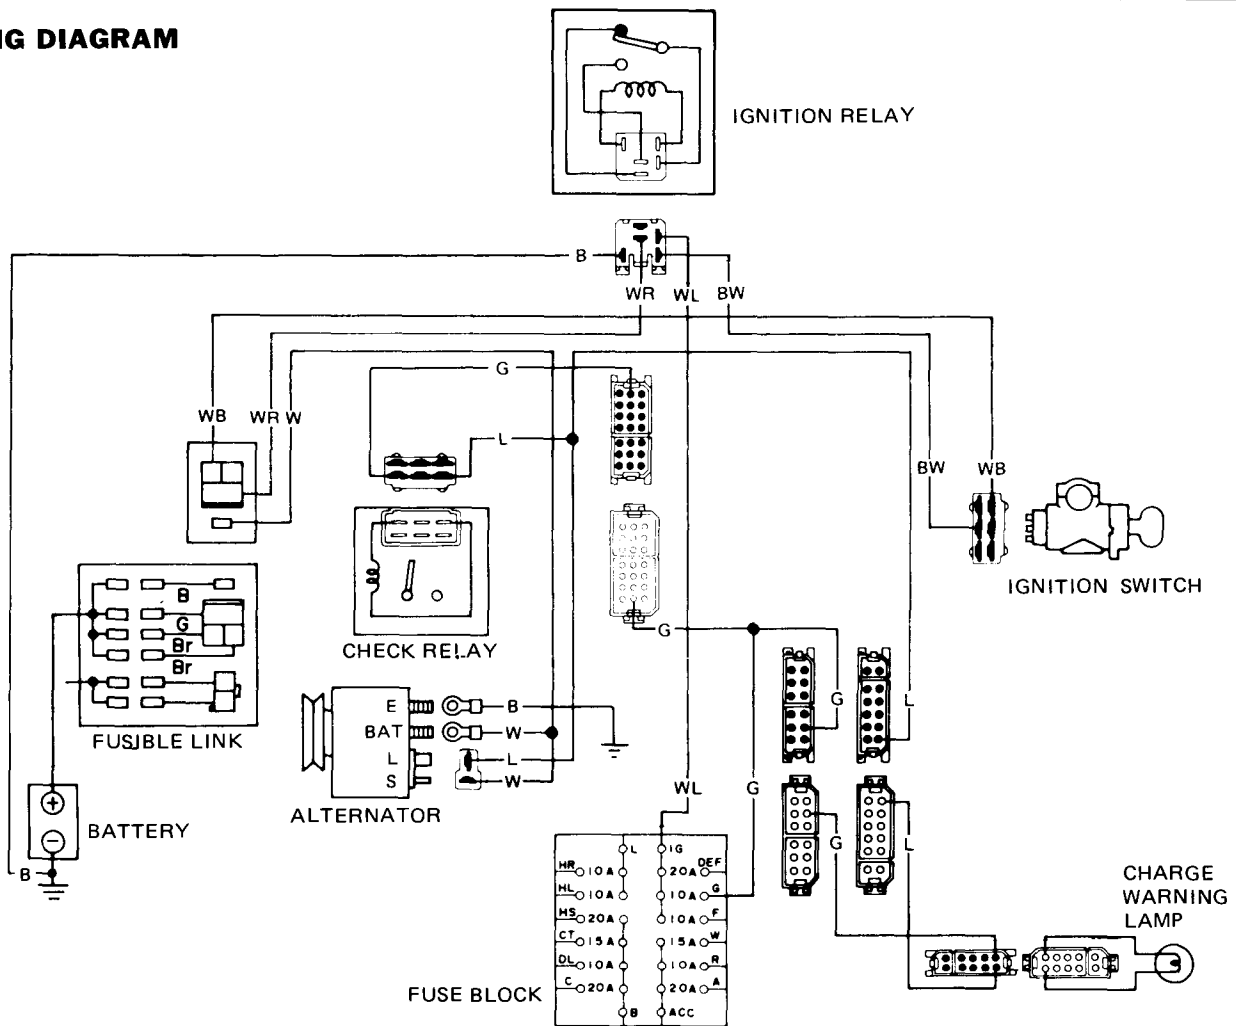 IG DIAGRAM
IGNITION RELAY
B
WR
WL
BW
G
WB
WR
W
L
BW
WB
IGNITION SWITCH
B
G
Br
Br
FUSIBLE LINK
CHECK RELAY
G
G
L
E
B
BAT
W
L
L
S
W
ALTERNATOR
BATTERY
B
WL
G
G
L
L
IG
HR
10A
20A
DEF
HL
10A
10A
G
HS
20A
10A
F
CT
15A
15A
W
DL
10A
10A
R
C
20A
20A
A
B
ACC
FUSE BLOCK
CHARGE
WARNING
LAMP